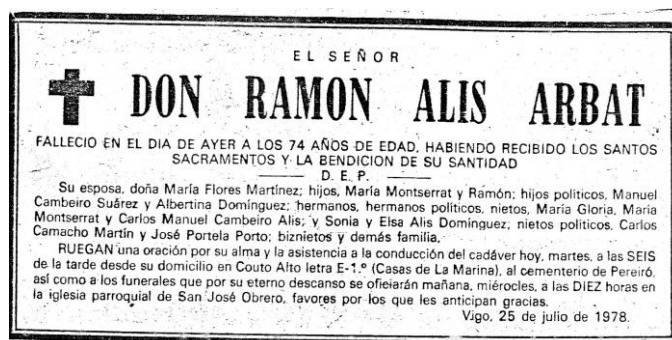 EL SEÑOR
DON RAMON ALIS ARBAT
FALLECIO EN EL DIA DE AYER A LOS 74 AÑOS DE EDAD, HABIENDO RECIBIDO LOS SANTOS
SACRAMENTOS Y LA BENDICION DE SU SANTIDAD
D. E. P.
Su esposa, doña María Flores Martínez; hijos, María Montserrat y Ramón; hijos políticos, Manuel
Cambeiro Suárez y Albertina Domínguez; hermanos, hermanos políticos, nietos, María Gloria, María
Montserrat y Carlos Manuel Cambeiro Alis; y Sonia y Elsa Alis Domínguez; nietos políticos, Carlos
Camacho Martín y José Portela Porto; biznietos y demás familia,
RUEGAN una oración por su alma y la asistencia a la conducción del cadáver hoy, martes, a las SEIS
de la tarde desde su domicilio en Couto Alto letra E-1.º (Casas de La Marina), al cementerio de Pereiró,
así como a los funerales que por su eterno descanso se oficiarán mañana, miércoles, a las DIEZ horas en
la iglesia parroquial de San José Obrero, favores por los que les anticipan gracias.
Vigo, 25 de julio de 1978.